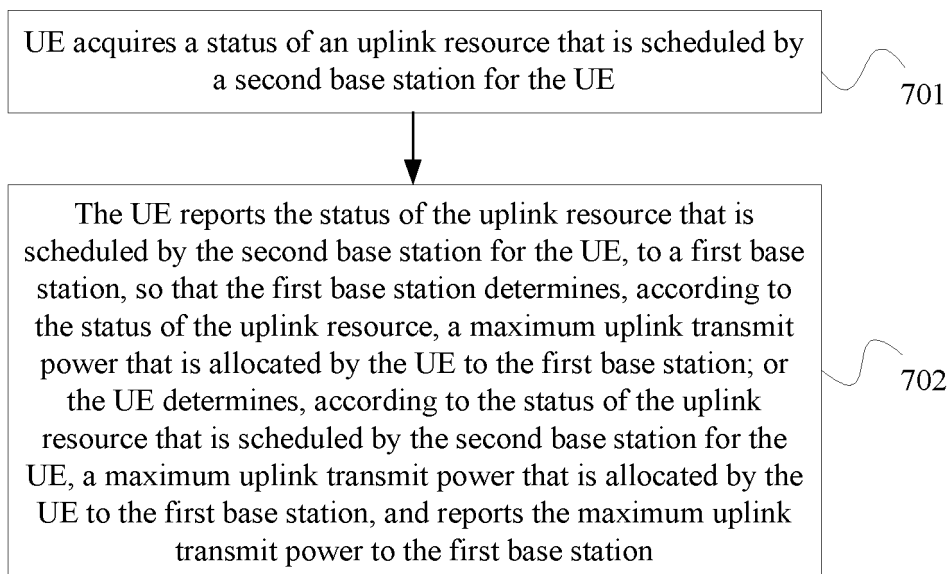 UE acquires a status of an uplink resource that is scheduled by
a second base station for the UE
701
The UE reports the status of the uplink resource that is
scheduled by the second base station for the UE, to a first base
station, so that the first base station determines, according to
the status of the uplink resource, a maximum uplink transmit
power that is allocated by the UE to the first base station; or
the UE determines, according to the status of the uplink
resource that is scheduled by the second base station for the
UE, a maximum uplink transmit power that is allocated by the
UE to the first base station, and reports the maximum uplink
transmit power to the first base station
702